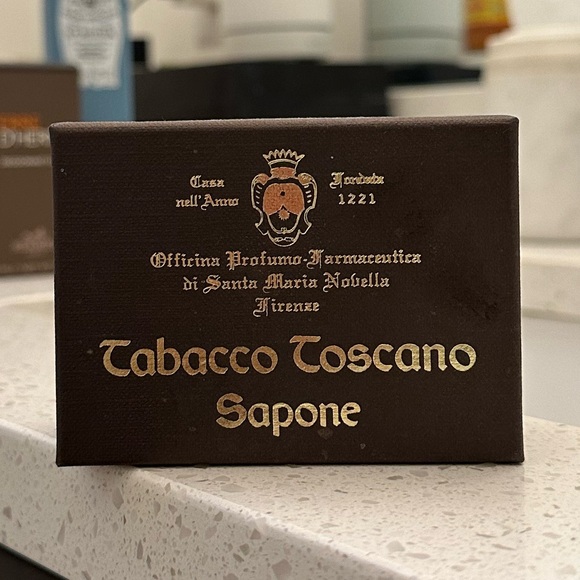 Casa Fondata
nell'Anno 1221
Officina Profumo-Farmaceutica
di Santa Maria Novella
Firenze
Tabacco Toscano
Sapone